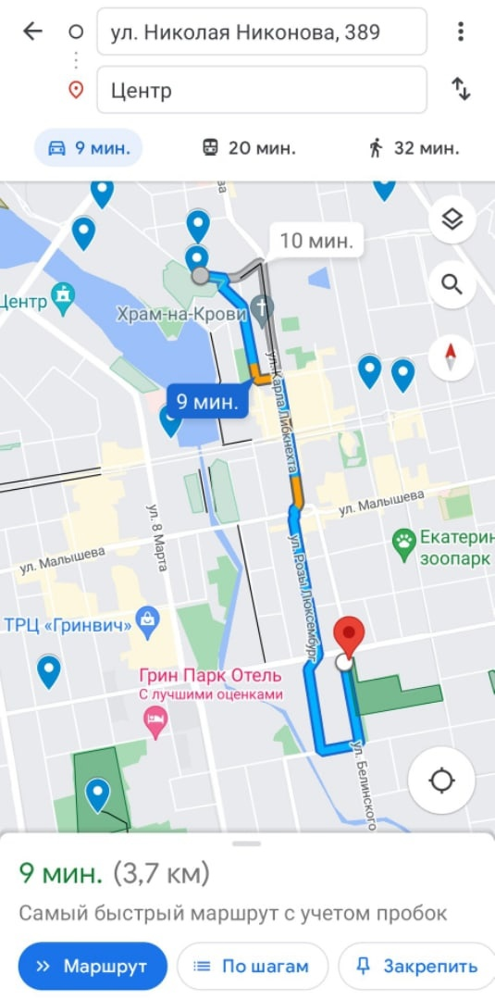 ул. Николая Никонова, 389
Центр
9 мин.
20 мин.
32 мин.
10 мин.
Центр
Храм-на-Крови
ул. Карла Либкнехта
9 мин.
ул. Малышева
ул. 8 Марта
ул. Малышева
Екатерин
зоопарк
ул. Розы Люксембург
ТРЦ «Гринвич»
Грин Парк Отель
С лучшими оценками
ул. Белинского
9 мин. (3,7 км)
Самый быстрый маршрут с учетом пробок
Маршрут
По шагам
Закрепить